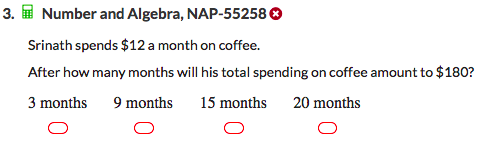 3. Number and Algebra, NAP-55258
Srinath spends $12 a month on coffee.
After how many months will his total spending on coffee amount to $180?
3 months 9 months 15 months 20 months